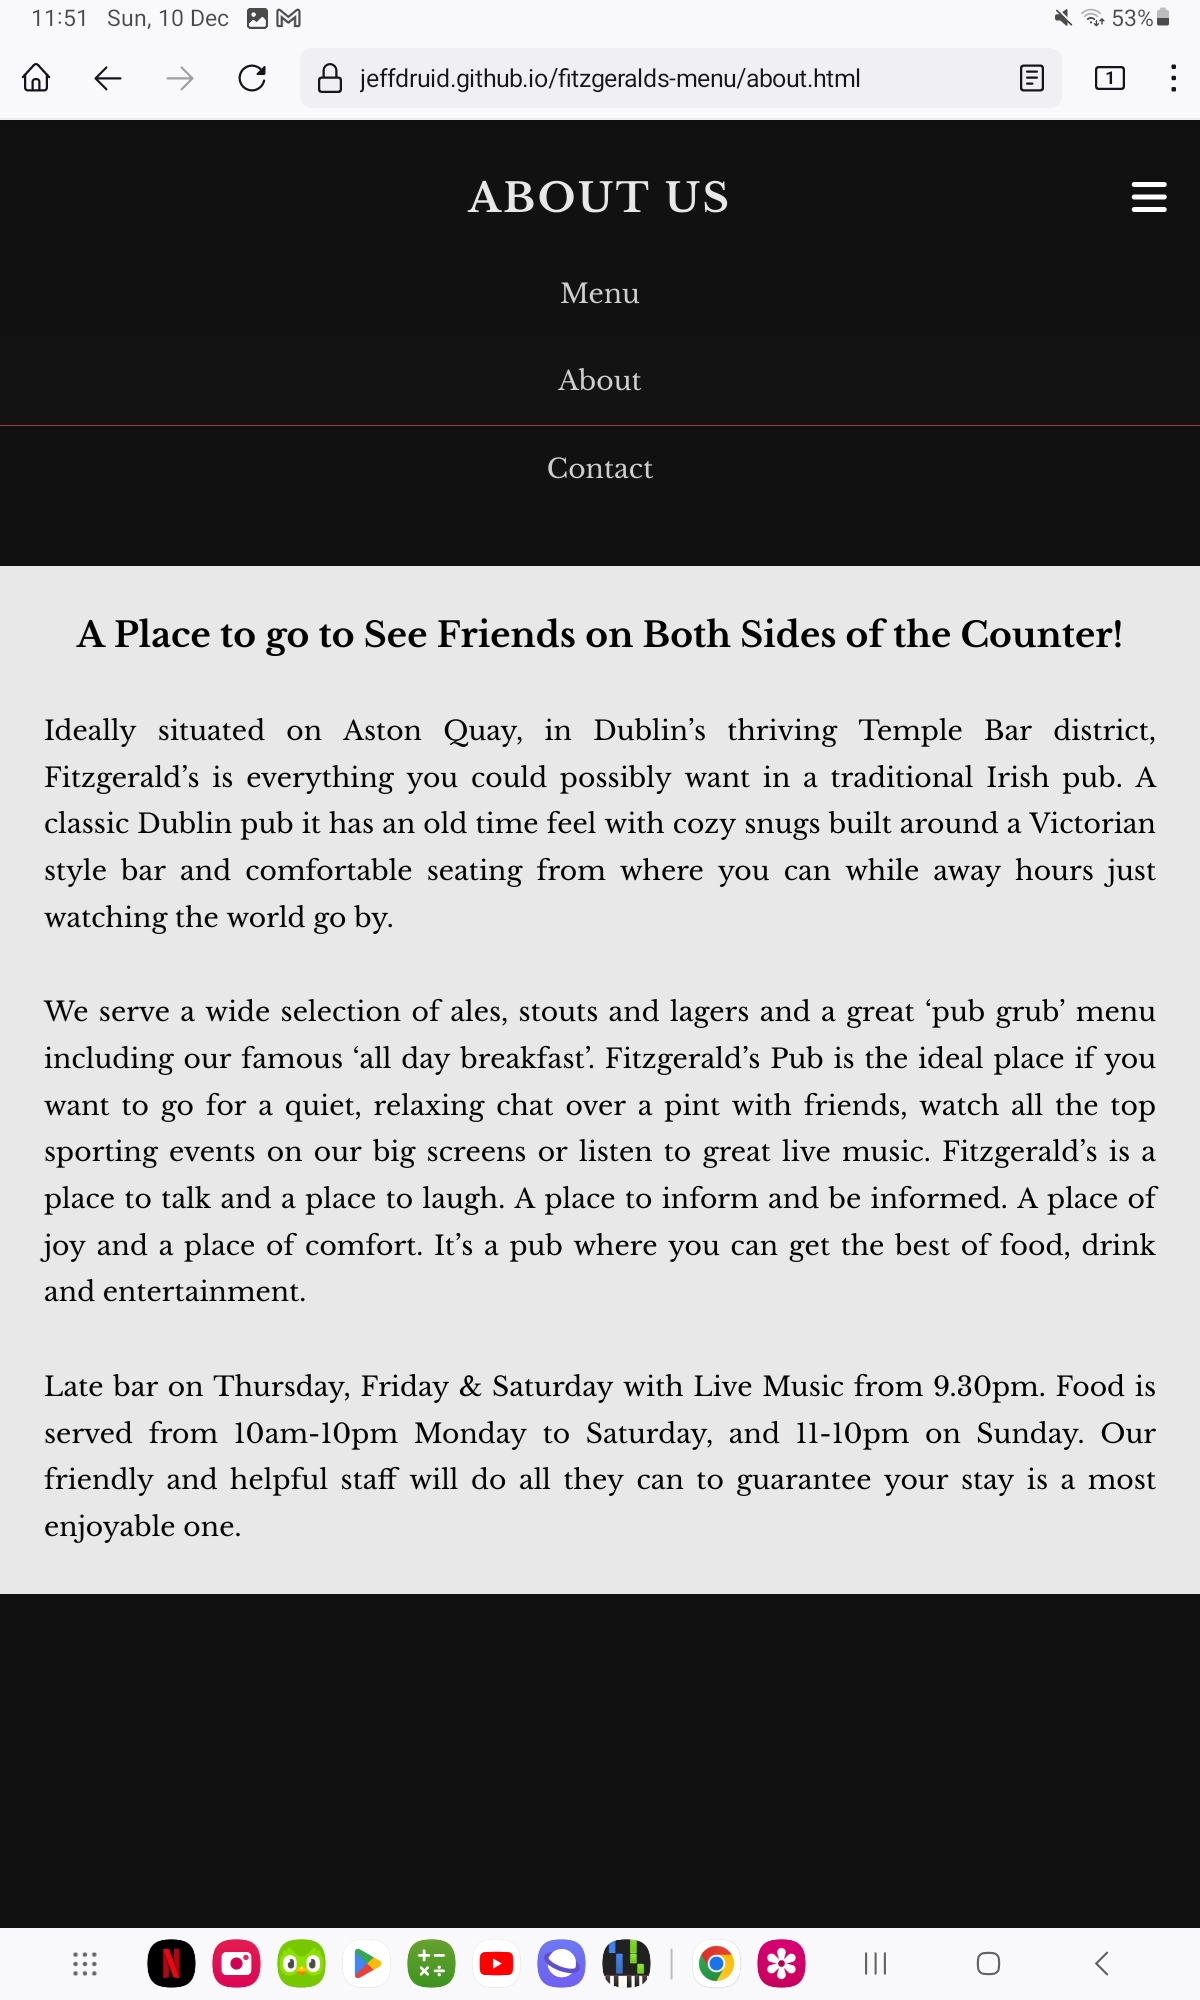 11:51 Sun, 10 Dec 53%
jeffdruid.github.io/fitzgeralds-menu/about.html 1
ABOUT US
Menu
About
Contact
A Place to go to See Friends on Both Sides of the Counter!
Ideally situated on Aston Quay, in Dublin’s thriving Temple Bar district,
Fitzgerald’s is everything you could possibly want in a traditional Irish pub. A
classic Dublin pub it has an old time feel with cozy snugs built around a Victorian
style bar and comfortable seating from where you can while away hours just
watching the world go by.
We serve a wide selection of ales, stouts and lagers and a great ‘pub grub’ menu
including our famous ‘all day breakfast’. Fitzgerald’s Pub is the ideal place if you
want to go for a quiet, relaxing chat over a pint with friends, watch all the top
sporting events on our big screens or listen to great live music. Fitzgerald’s is a
place to talk and a place to laugh. A place to inform and be informed. A place of
joy and a place of comfort. It’s a pub where you can get the best of food, drink
and entertainment.
Late bar on Thursday, Friday & Saturday with Live Music from 9.30pm. Food is
served from 10am-10pm Monday to Saturday, and 11-10pm on Sunday. Our
friendly and helpful staff will do all they can to guarantee your stay is a most
enjoyable one.